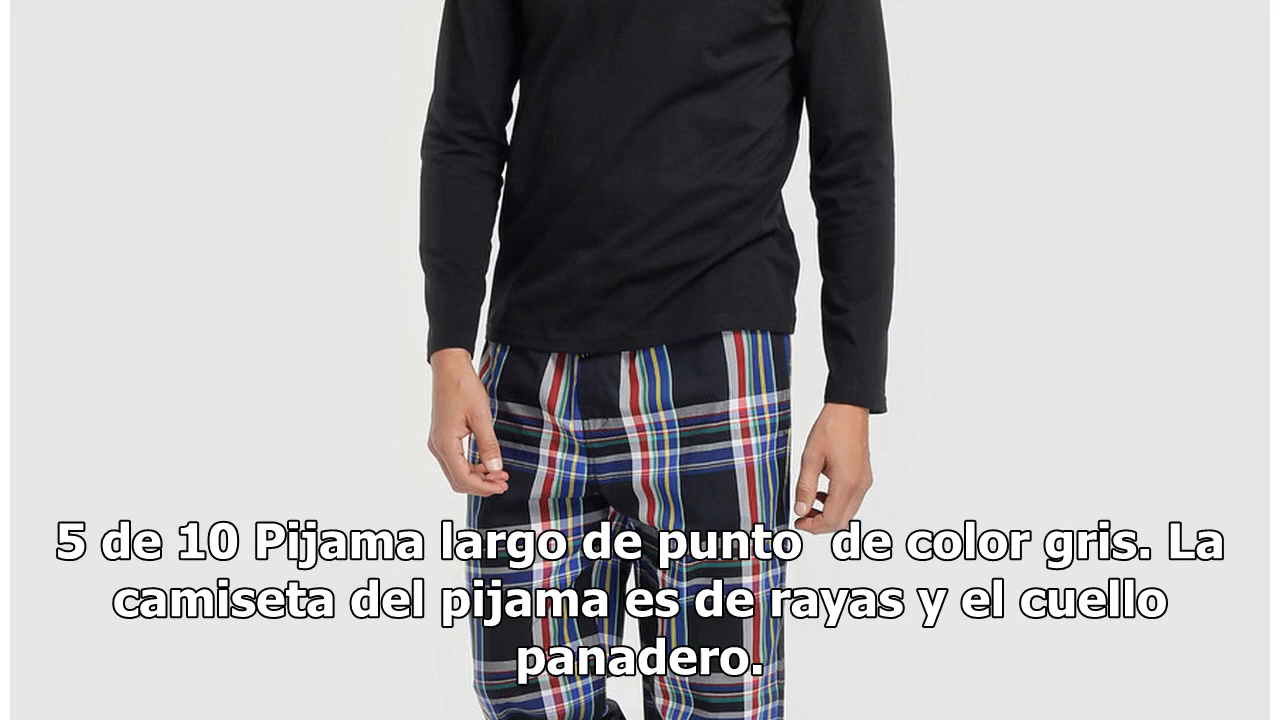 5 de 10 Pijama largo de punto  de color gris. La
camiseta del pijama es de rayas y el cuello
panadero.